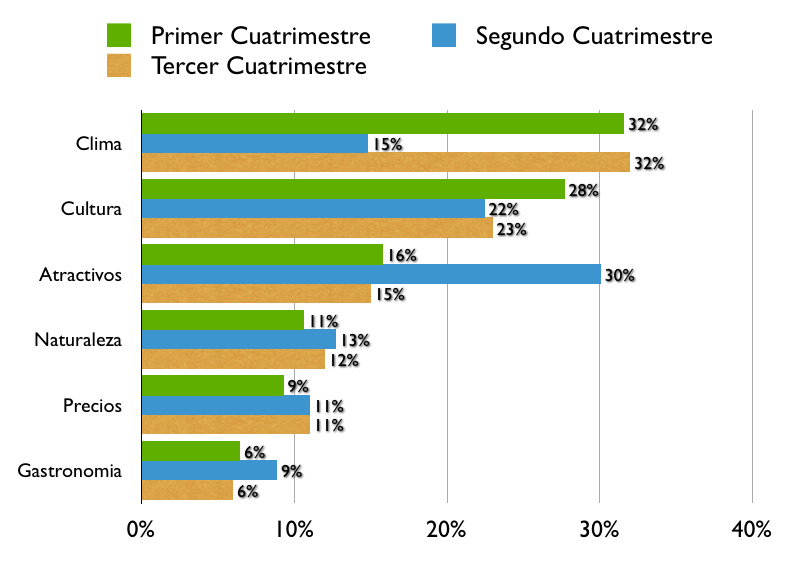 Primer Cuatrimestre
Segundo Cuatrimestre
Tercer Cuatrimestre
Clima
32%
15%
32%
Cultura
28%
22%
23%
Atractivos
16%
30%
15%
Naturaleza
11%
13%
12%
Precios
9%
11%
11%
Gastronomia
6%
9%
6%
0% 10% 20% 30% 40%